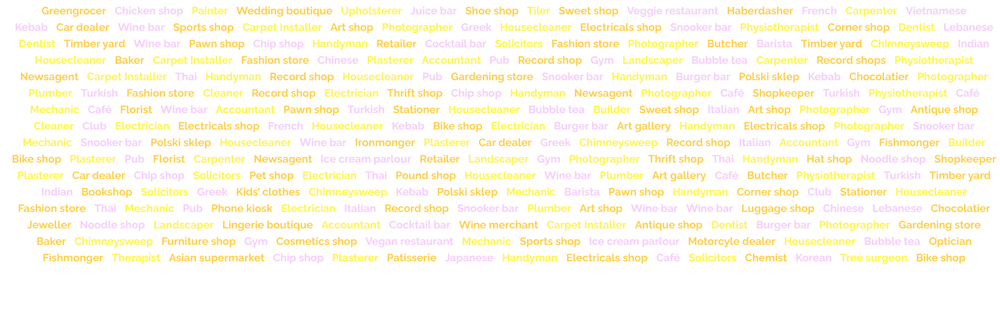 Greengrocer Chicken shop Painter Wedding boutique Upholsterer Juice bar Shoe shop Tiler Sweet shop Veggie restaurant Haberdasher French Carpenter Vietnamese
Kebab Car dealer Wine bar Sports shop Carpet Installer Art shop Photographer Greek Housecleaner Electricals shop Snooker bar Physiotherapist Corner shop Dentist Lebanese
Dentist Timber yard Wine bar Pawn shop Chip shop Handyman Retailer Cocktail bar Solicitors Fashion store Photographer Butcher Barista Timber yard Chimneysweep Indian
Housecleaner Baker Carpet Installer Fashion store Chinese Plasterer Accountant Pub Record shop Gym Landscaper Bubble tea Carpenter Record shops Physiotherapist
Newsagent Carpet Installer Thai Handyman Record shop Housecleaner Pub Gardening store Snooker bar Handyman Burger bar Polski sklep Kebab Chocolatier Photographer
Plumber Turkish Fashion store Cleaner Record shop Electrician Thrift shop Chip shop Handyman Newsagent Photographer Café Shopkeeper Turkish Physiotherapist Café
Mechanic Café Florist Wine bar Accountant Pawn shop Turkish Stationer Housecleaner Bubble tea Builder Sweet shop Italian Art shop Photographer Gym Antique shop
Cleaner Club Electrician Electricals shop French Housecleaner Kebab Bike shop Electrician Burger bar Art gallery Handyman Electricals shop Photographer Snooker bar
Mechanic Snooker bar Polski sklep Housecleaner Wine bar Ironmonger Plasterer Car dealer Greek Chimneysweep Record shop Italian Accountant Gym Fishmonger Builder
Bike shop Plasterer Pub Florist Carpenter Newsagent Ice cream parlour Retailer Landscaper Gym Photographer Thrift shop Thai Handyman Hat shop Noodle shop Shopkeeper
Plasterer Car dealer Chip shop Solicitors Pet shop Electrician Thai Pound shop Housecleaner Wine bar Plumber Art gallery Café Butcher Physiotherapist Turkish Timber yard
Indian Bookshop Solicitors Greek Kids' clothes Chimneysweep Kebab Polski sklep Mechanic Barista Pawn shop Handyman Corner shop Club Stationer Housecleaner
Fashion store Thai Mechanic Pub Phone kiosk Electrician Italian Record shop Snooker bar Plumber Art shop Wine bar Wine bar Luggage shop Chinese Lebanese Chocolatier
Jeweller Noodle shop Landscaper Lingerie boutique Accountant Cocktail bar Wine merchant Carpet Installer Antique shop Dentist Burger bar Photographer Gardening store
Baker Chimneysweep Furniture shop Gym Cosmetics shop Vegan restaurant Mechanic Sports shop Ice cream parlour Motorcyle dealer Housecleaner Bubble tea Optician
Fishmonger Therapist Asian supermarket Chip shop Plasterer Patisserie Japanese Handyman Electricals shop Café Solicitors Chemist Korean Tree surgeon Bike shop